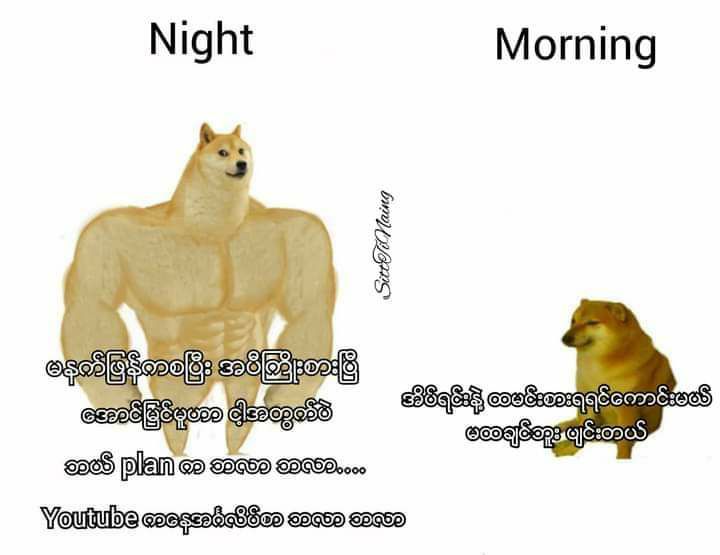 Night
Morning
SittTiNaing
မနက်ဖြန်ကစပြီး အပီကြိုးစားပြီ
အောင်မြင်မှုဟာ ငါ့အတွက်ပဲ
ဘယ် plan က ဘလာ ဘလာ....
Youtube ကနေအင်္ဂလိပ်စာ ဘလာ ဘလာ
အိပ်ရင်းနဲ့ ထမင်းစားရရင်ကောင်းမယ်
မထချင်ဘူး ပျင်းတယ်